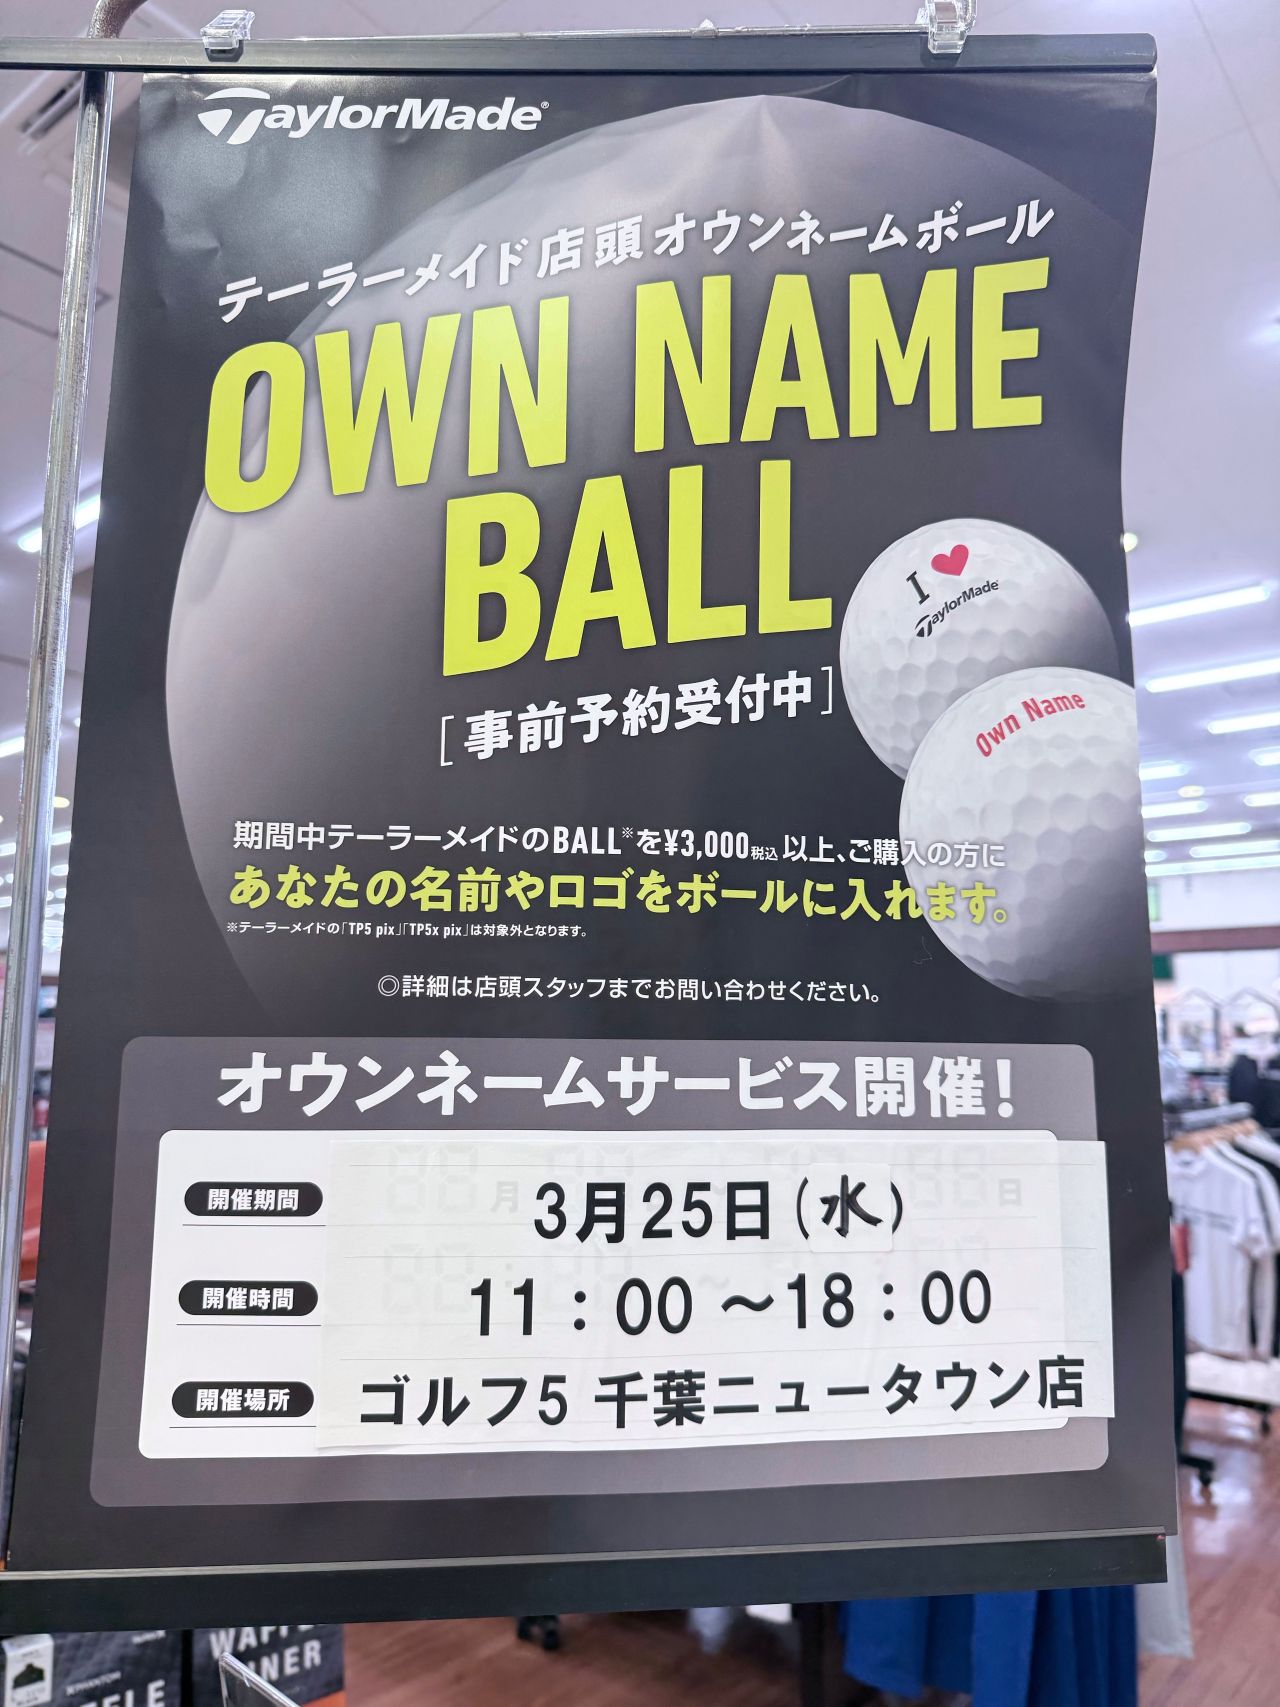 TaylorMade®
テーラーメイド店頭オウンネームボール
OWN NAME
BALL
I ♥
TaylorMade
Own Name
[事前予約受付中]
期間中テーラーメイドのBALL※を¥3,000税込以上、ご購入の方に
あなたの名前やロゴをボールに入れます。
※テーラーメイドの「TP5 pix」「TP5x pix」は対象外となります。
◎詳細は店頭スタッフまでお問い合わせください。
オウンネームサービス開催!
開催期間 3月25日(水)
開催時間 11:00〜18:00
開催場所 ゴルフ5 千葉ニュータウン店